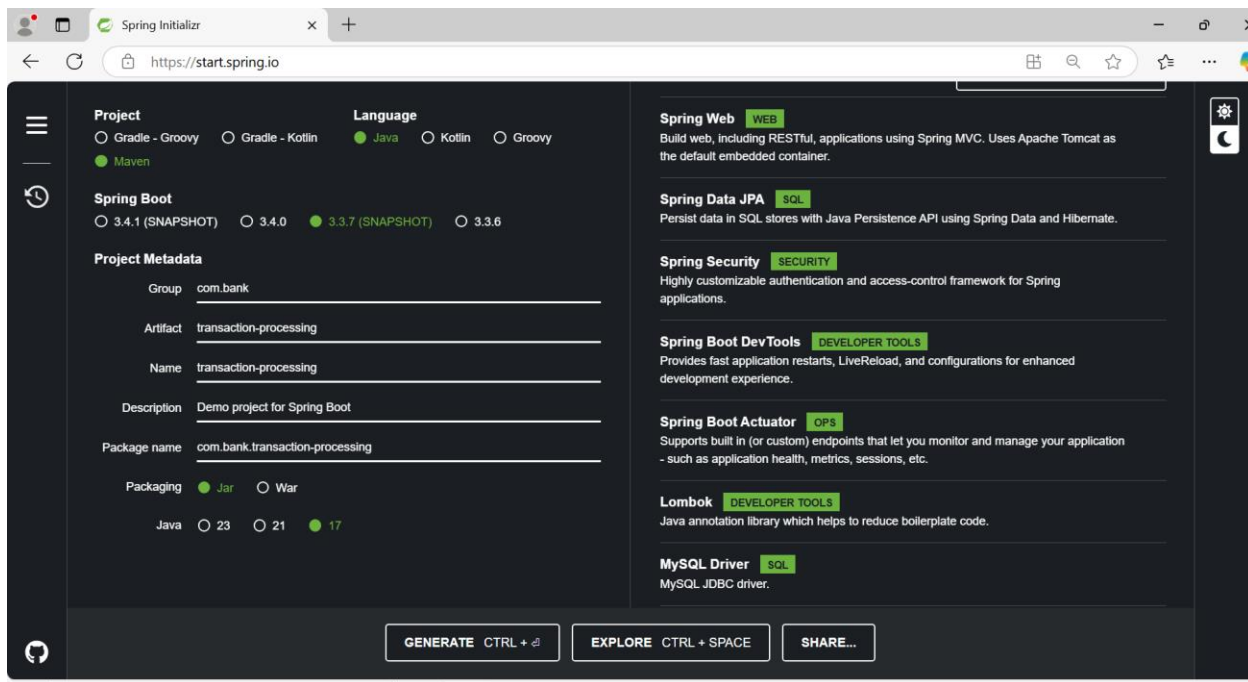 Spring Initializr
https://start.spring.io
Project
Gradle - Groovy Gradle - Kotlin
Maven
Language
Java Kotlin Groovy
Spring Boot
3.4.1 (SNAPSHOT) 3.4.0 3.3.7 (SNAPSHOT) 3.3.6
Project Metadata
Group com.bank
Artifact transaction-processing
Name transaction-processing
Description Demo project for Spring Boot
Package name com.bank.transaction-processing
Packaging Jar War
Java 23 21 17
Spring Web WEB
Build web, including RESTful, applications using Spring MVC. Uses Apache Tomcat as
the default embedded container.
Spring Data JPA SQL
Persist data in SQL stores with Java Persistence API using Spring Data and Hibernate.
Spring Security SECURITY
Highly customizable authentication and access-control framework for Spring
applications.
Spring Boot DevTools DEVELOPER TOOLS
Provides fast application restarts, LiveReload, and configurations for enhanced
development experience.
Spring Boot Actuator OPS
Supports built in (or custom) endpoints that let you monitor and manage your application
- such as application health, metrics, sessions, etc.
Lombok DEVELOPER TOOLS
Java annotation library which helps to reduce boilerplate code.
MySQL Driver SQL
MySQL JDBC driver.
GENERATE CTRL + ⏎ EXPLORE CTRL + SPACE SHARE...